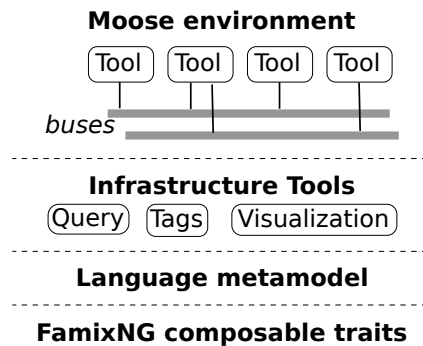 Moose environment
Tool Tool Tool Tool
buses
Infrastructure Tools
Query Tags Visualization
Language metamodel
FamixNG composable traits